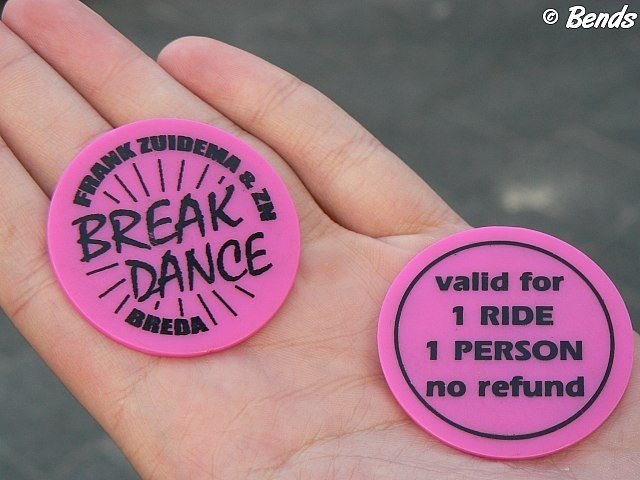 © Bends
FRANK ZUIDEMA & ZN
BREAK
DANCE
BREDA
valid for
1 RIDE
1 PERSON
no refund